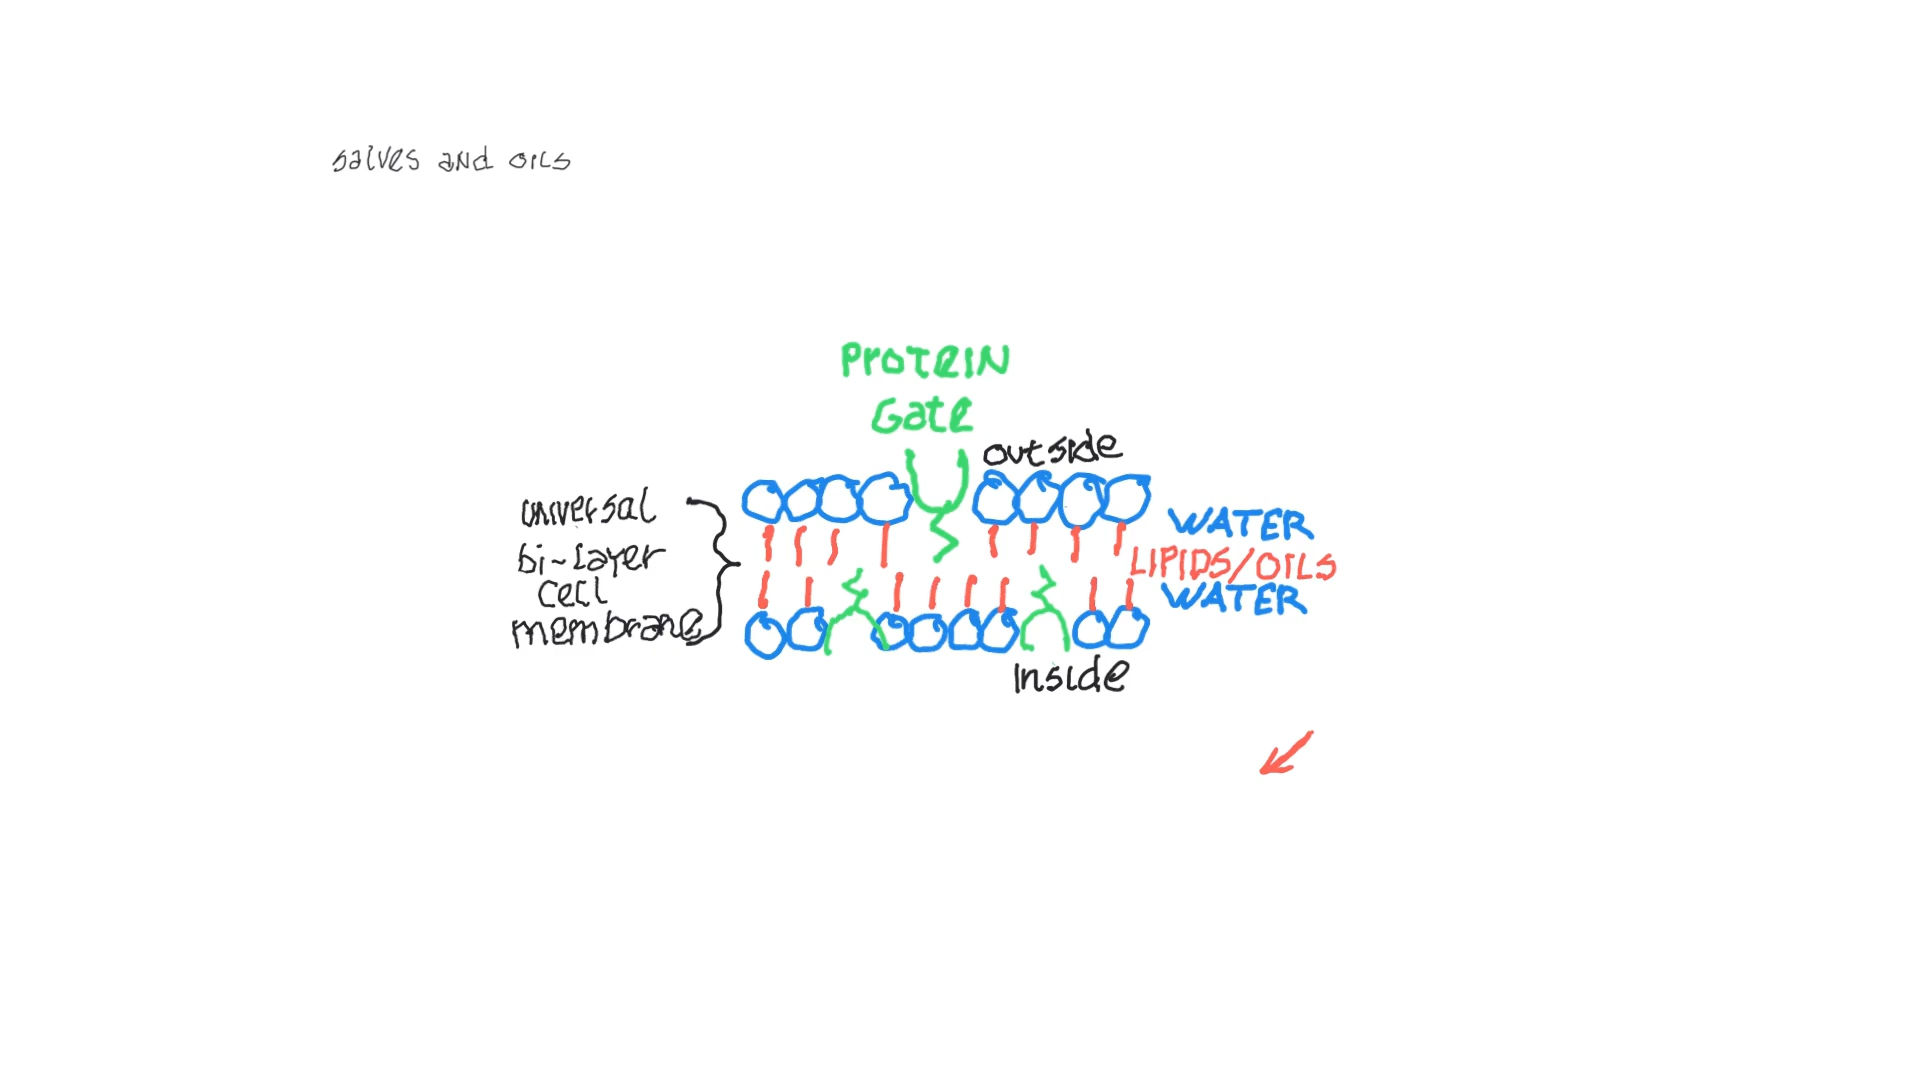 salves and oils
PROTEIN
Gate
outside
universal
bi-layer
cell
membrane
WATER
LIPIDS/OILS
WATER
Inside